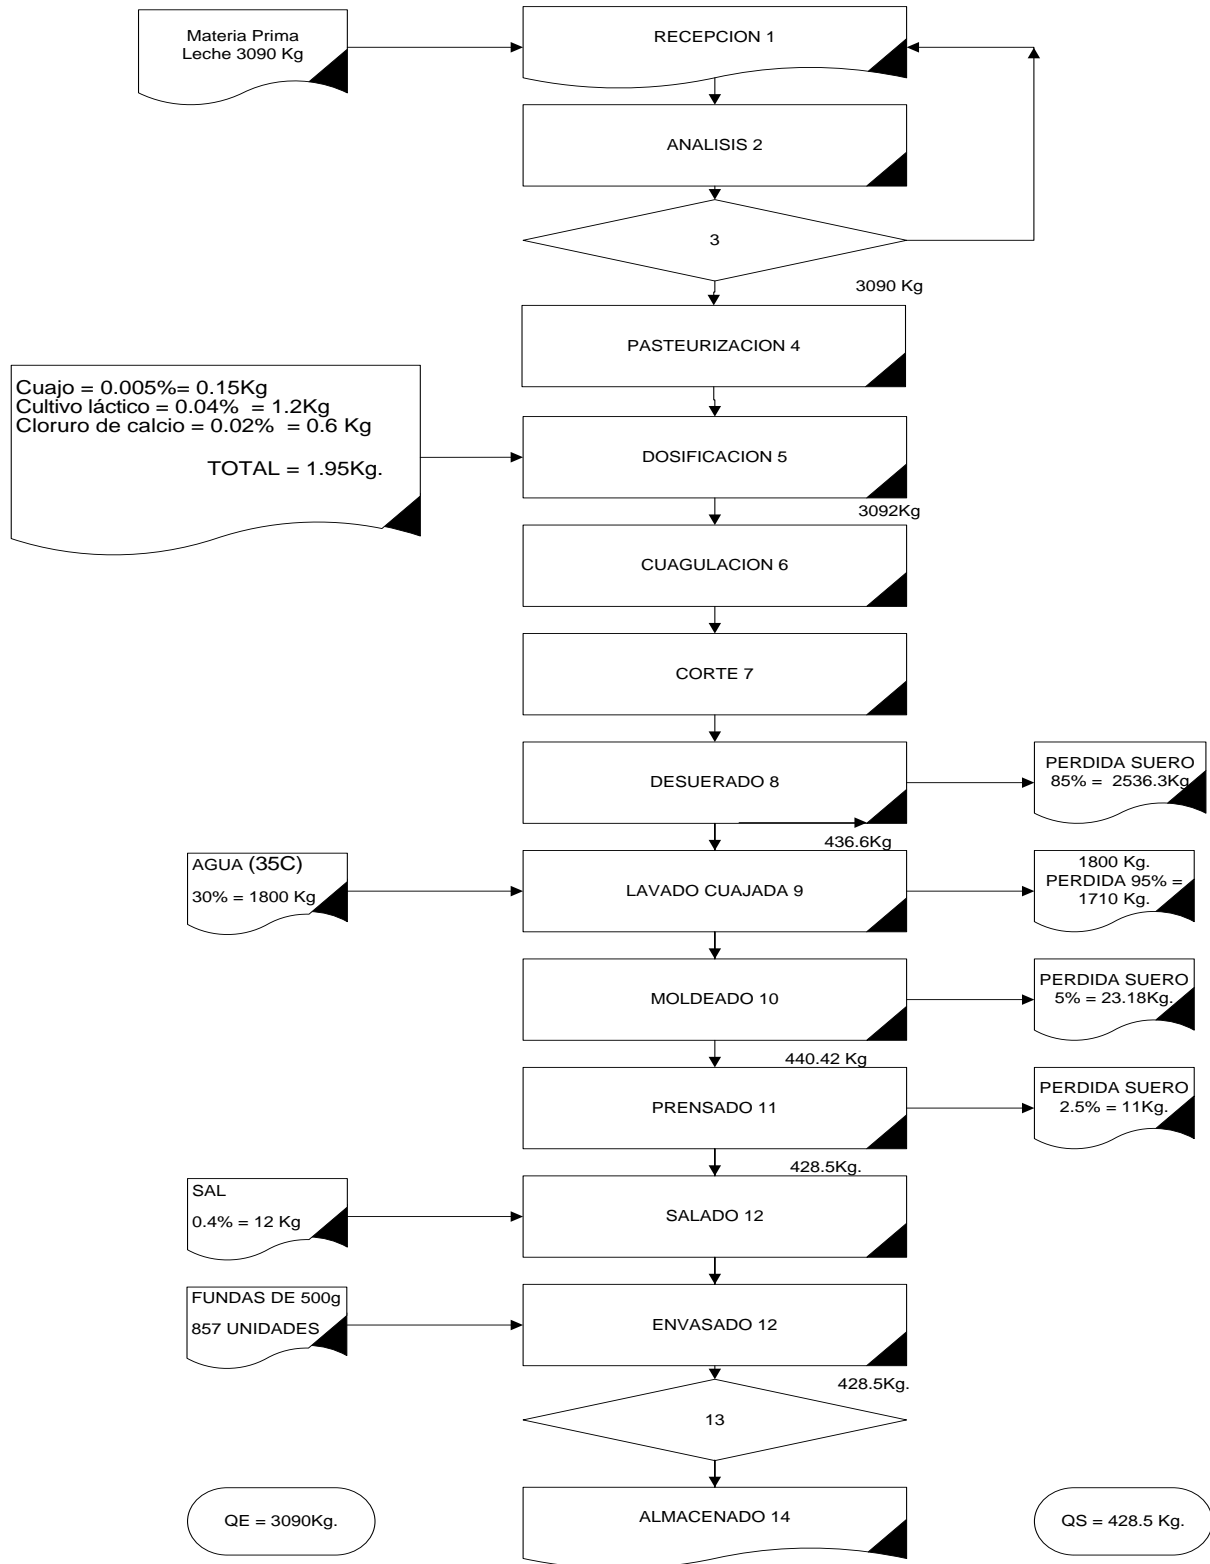 Materia Prima
Leche 3090 Kg
RECEPCION 1
ANALISIS 2
3
3090 Kg
PASTEURIZACION 4
Cuajo = 0.005%= 0.15Kg
Cultivo láctico = 0.04%  = 1.2Kg
Cloruro de calcio = 0.02%  = 0.6 Kg
TOTAL = 1.95Kg.
DOSIFICACION 5
3092Kg
CUAGULACION 6
CORTE 7
DESUERADO 8
PERDIDA SUERO
85% =  2536.3Kg
436.6Kg
AGUA (35C)
30% = 1800 Kg
LAVADO CUAJADA 9
1800 Kg.
PERDIDA 95% =
1710 Kg.
MOLDEADO 10
PERDIDA SUERO
5% = 23.18Kg.
440.42 Kg
PRENSADO 11
PERDIDA SUERO
2.5% = 11Kg.
428.5Kg.
SAL
0.4% = 12 Kg
SALADO 12
FUNDAS DE 500g
857 UNIDADES
ENVASADO 12
428.5Kg.
13
QE = 3090Kg.
ALMACENADO 14
QS = 428.5 Kg.